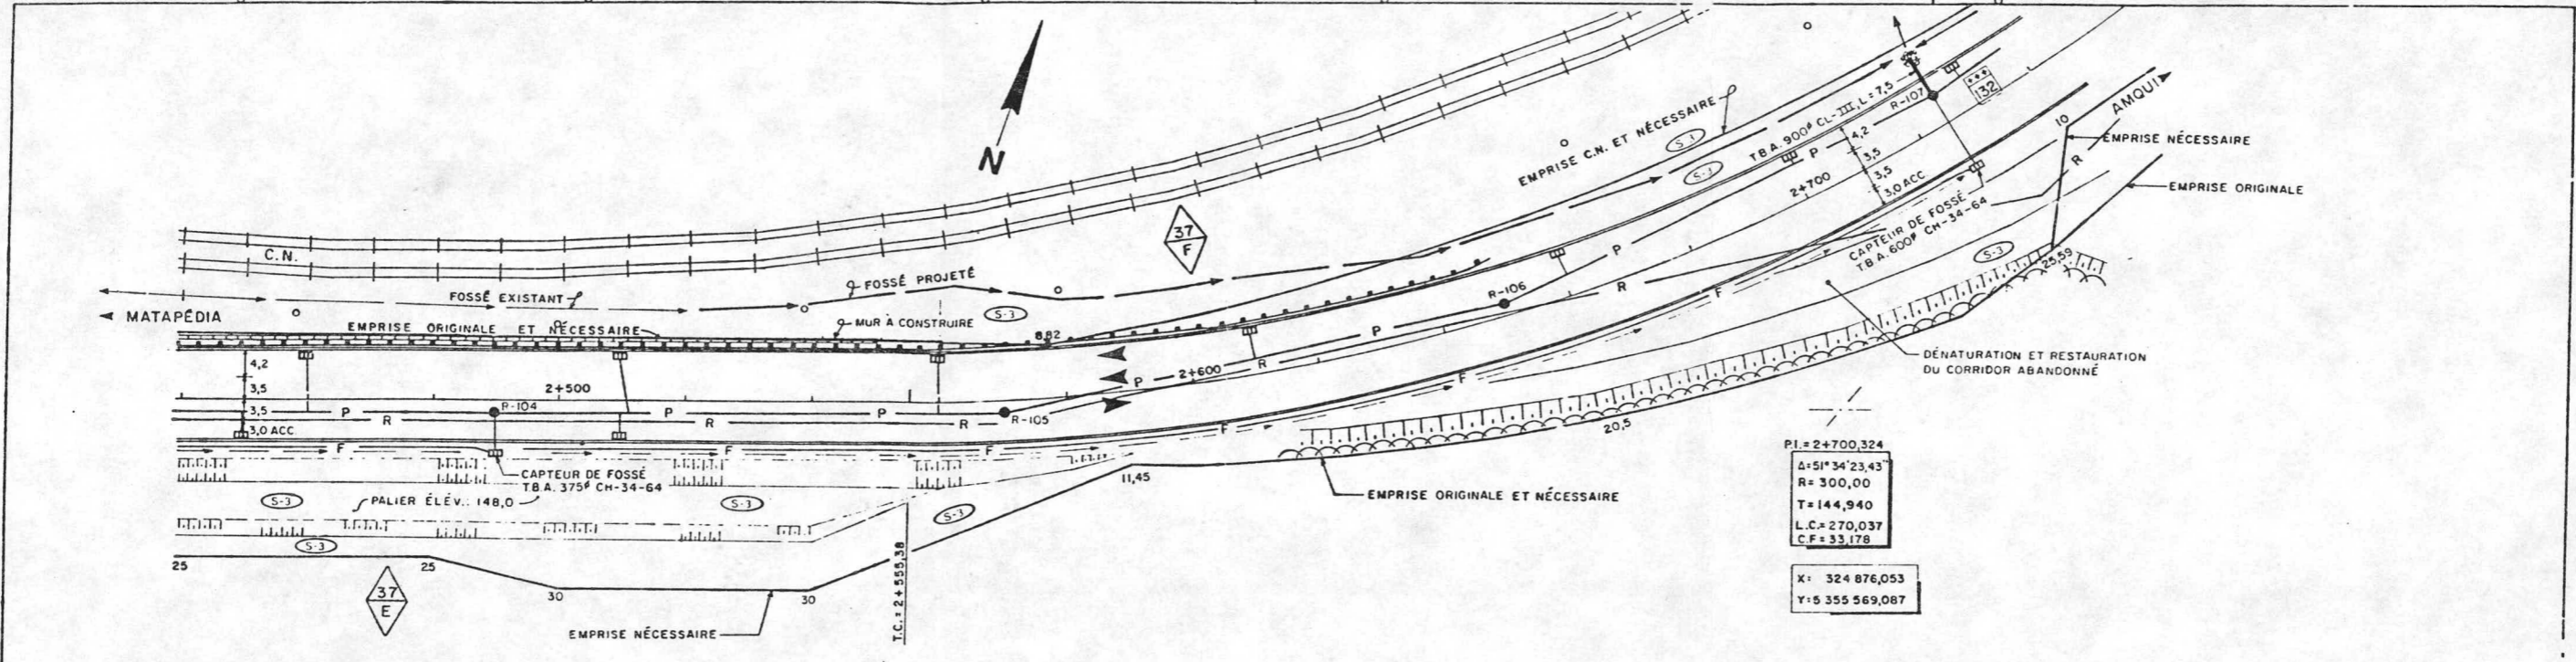 N
C.N.
37
F
FOSSÉ EXISTANT
FOSSÉ PROJETÉ
MATAPÉDIA
EMPRISE ORIGINALE ET NÉCESSAIRE
MUR À CONSTRUIRE
S-3
8,82
4,2
3,5
3,5
3,0 ACC.
2+500
P
R
R-104
P
R
P
R
R-105
P
2+600
R
P
R-106
R
P
F
F
F
F
F
F
CAPTEUR DE FOSSÉ
T.B.A. 375ø CH-34-64
PALIER ÉLÉV.: 148,0
S-3
S-3
S-3
S-3
25
25
30
30
37
E
EMPRISE NÉCESSAIRE
T.C. = 2+555,38
11,45
EMPRISE ORIGINALE ET NÉCESSAIRE
20,5
EMPRISE C.N. ET NÉCESSAIRE
T.B.A. 900ø CL-III, L=7,5
R-107
132
P
4,2
3,5
3,5
3,0 ACC
2+700
CAPTEUR DE FOSSÉ
T.B.A. 600ø CH-34-64
10
AMQUI
R
EMPRISE NÉCESSAIRE
EMPRISE ORIGINALE
S-3
25,59
DÉNATURATION ET RESTAURATION
DU CORRIDOR ABANDONNÉ
P.I. = 2+700,324
Δ=51°34'23,43"
R= 300,00
T=144,940
L.C.= 270,037
C.F = 33,178
X= 324 876,053
Y=5 355 569,087